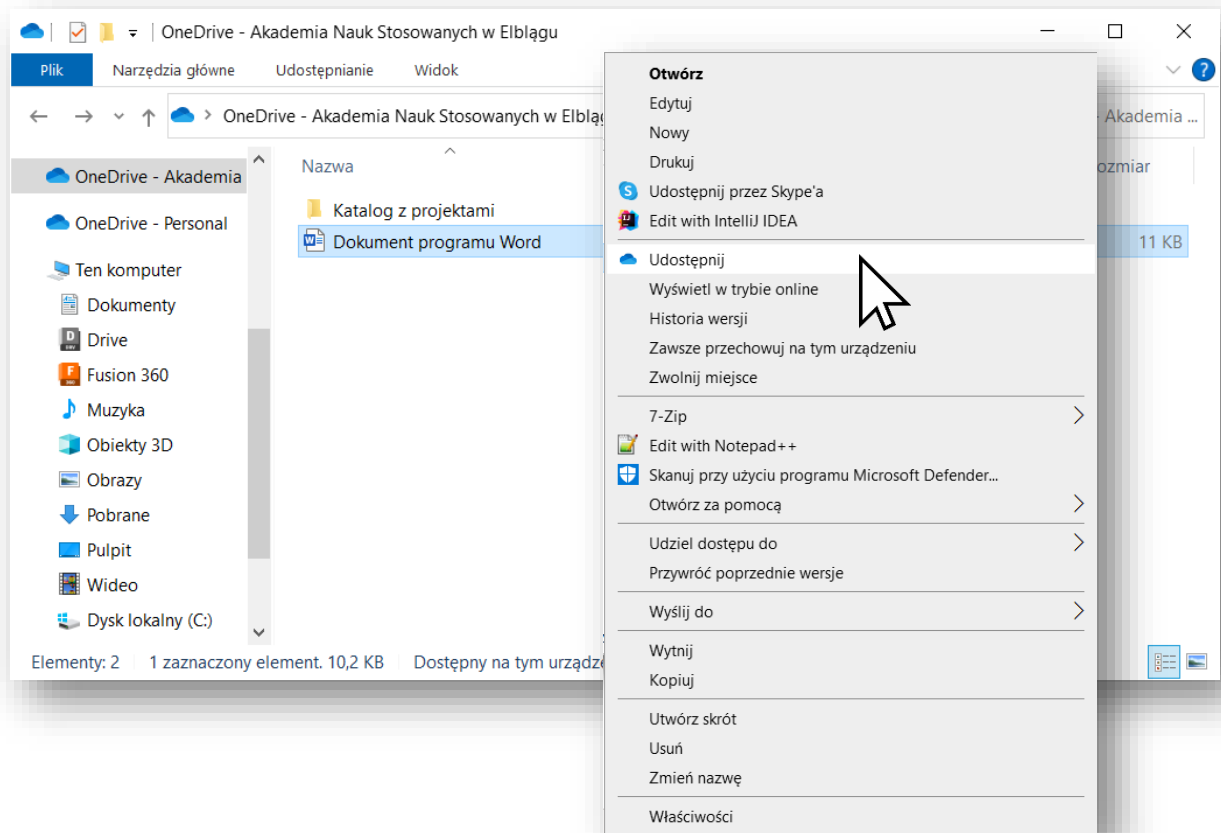 OneDrive - Akademia Nauk Stosowanych w Elblągu
Plik Narzędzia główne Udostępnianie Widok
OneDrive - Akademia Nauk Stosowanych w Elbląg
- Akademia ...
OneDrive - Akademia
OneDrive - Personal
Ten komputer
Dokumenty
Drive
Fusion 360
Muzyka
Obiekty 3D
Obrazy
Pobrane
Pulpit
Wideo
Dysk lokalny (C:)
Nazwa
ozmiar
Katalog z projektami
Dokument programu Word
11 KB
Otwórz
Edytuj
Nowy
Drukuj
Udostępnij przez Skype'a
Edit with IntelliJ IDEA
Udostępnij
Wyświetl w trybie online
Historia wersji
Zawsze przechowuj na tym urządzeniu
Zwolnij miejsce
7-Zip
Edit with Notepad++
Skanuj przy użyciu programu Microsoft Defender...
Otwórz za pomocą
Udziel dostępu do
Przywróć poprzednie wersje
Wyślij do
Wytnij
Kopiuj
Utwórz skrót
Usuń
Zmień nazwę
Właściwości
Elementy: 2 1 zaznaczony element. 10,2 KB Dostępny na tym urządze